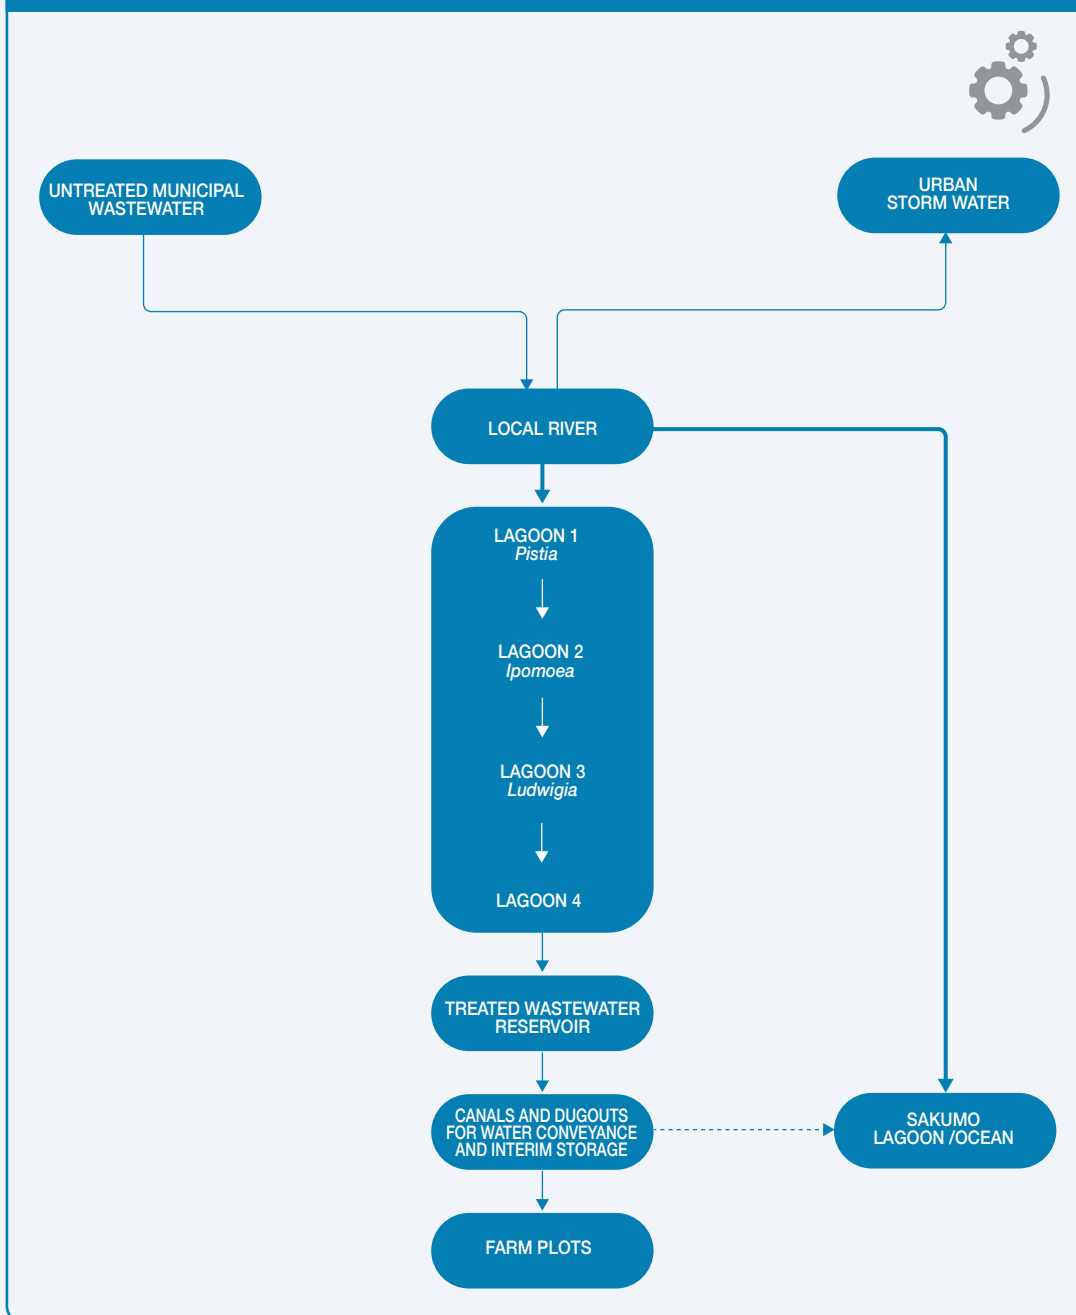 UNTREATED MUNICIPAL
WASTEWATER
URBAN
STORM WATER
LOCAL RIVER
LAGOON 1
Pistia
LAGOON 2
Ipomoea
LAGOON 3
Ludwigia
LAGOON 4
TREATED WASTEWATER
RESERVOIR
CANALS AND DUGOUTS
FOR WATER CONVEYANCE
AND INTERIM STORAGE
SAKUMO
LAGOON /OCEAN
FARM PLOTS